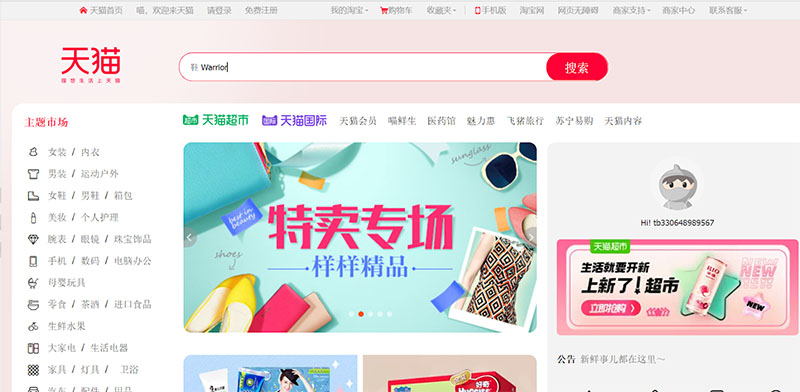 天猫首页 喵，欢迎来天猫 请登录 免费注册 我的淘宝 购物车 收藏夹 手机版 淘宝网 网页无障碍 商家支持 商家中心 联系客服
天猫
理想生活上天猫
鞋 Warrior
搜索
主题市场
天猫超市 天猫国际 天猫会员 喵鲜生 医药馆 魅力惠 飞猪旅行 苏宁易购 天猫内容
女装 / 内衣
男装 / 运动户外
女鞋 / 男鞋 / 箱包
美妆 / 个人护理
腕表 / 眼镜 / 珠宝饰品
手机 / 数码 / 电脑办公
母婴玩具
零食 / 茶酒 / 进口食品
生鲜水果
大家电 / 生活电器
家具 / 灯具 / 卫浴
汽车 / 配件 / 用品
sunglass
best in beauty
shoes
特卖专场
样样精品
Hi! tb330648989567
天猫超市
生活就要开新
上新了！超市
立即抢购
NEW
公告 新鲜事儿都在这里~